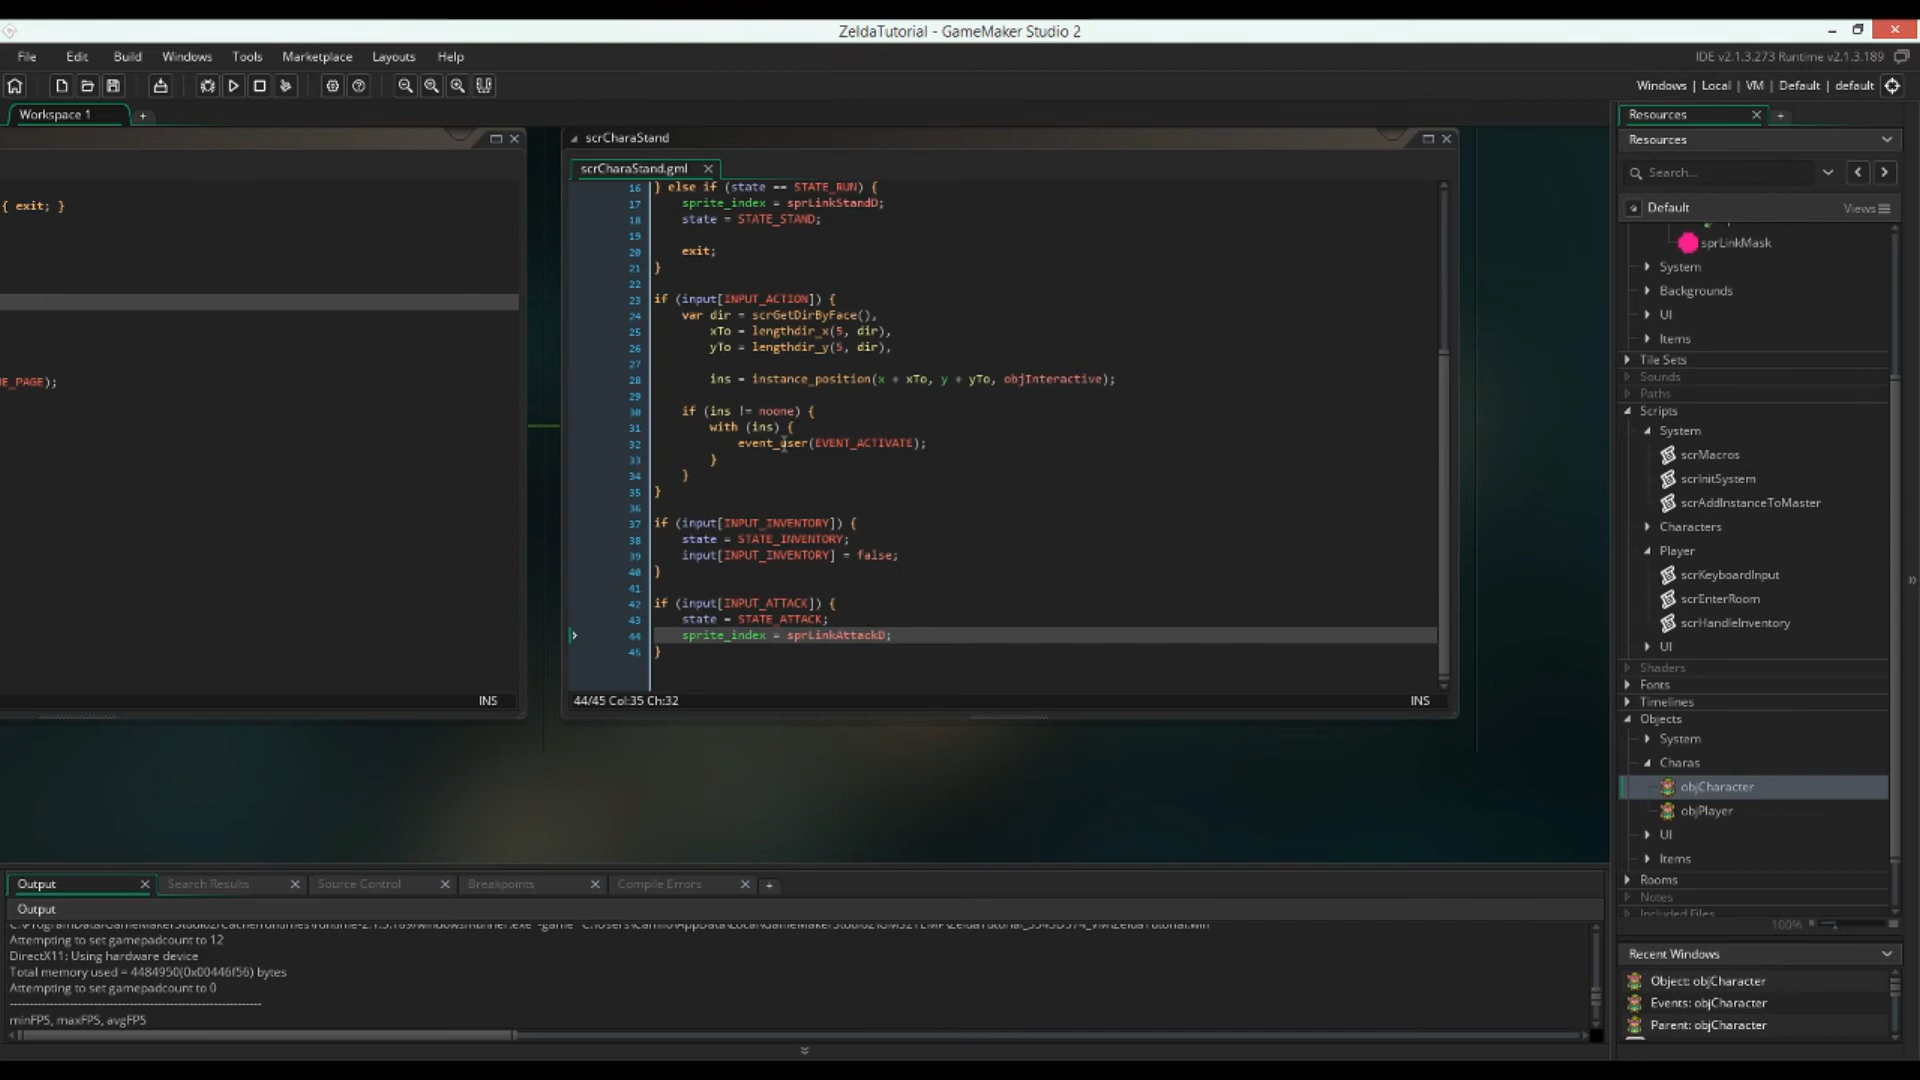 ZeldaTutorial - GameMaker Studio 2
File Edit Build Windows Tools Marketplace Layouts Help
IDE v2.1.3.273 Runtime v2.1.3.189
Windows | Local | VM | Default | default
Workspace 1
{ exit; }
E_PAGE);
INS
scrCharaStand
scrCharaStand.gml
16 } else if (state == STATE_RUN) {
17 sprite_index = sprLinkStandD;
18 state = STATE_STAND;
19
20 exit;
21 }
22
23 if (input[INPUT_ACTION]) {
24 var dir = scrGetDirByFace(),
25 xTo = lengthdir_x(5, dir),
26 yTo = lengthdir_y(5, dir),
27
28 ins = instance_position(x + xTo, y + yTo, objInteractive);
29
30 if (ins != noone) {
31 with (ins) {
32 event_user(EVENT_ACTIVATE);
33 }
34 }
35 }
36
37 if (input[INPUT_INVENTORY]) {
38 state = STATE_INVENTORY;
39 input[INPUT_INVENTORY] = false;
40 }
41
42 if (input[INPUT_ATTACK]) {
43 state = STATE_ATTACK;
44 sprite_index = sprLinkAttackD;
45 }
44/45 Col:35 Ch:32
INS
Resources
Resources
Search...
Default
Views
sprLinkMask
System
Backgrounds
UI
Items
Tile Sets
Sounds
Paths
Scripts
System
scrMacros
scrInitSystem
scrAddInstanceToMaster
Characters
Player
scrKeyboardInput
scrEnterRoom
scrHandleInventory
UI
Shaders
Fonts
Timelines
Objects
System
Charas
objCharacter
objPlayer
UI
Items
Rooms
Notes
Included Files
100%
Recent Windows
Object: objCharacter
Events: objCharacter
Parent: objCharacter
Output Search Results Source Control Breakpoints Compile Errors
Output
Attempting to set gamepadcount to 12
DirectX11: Using hardware device
Total memory used = 4484950(0x00446f56) bytes
Attempting to set gamepadcount to 0
minFPS, maxFPS, avgFPS